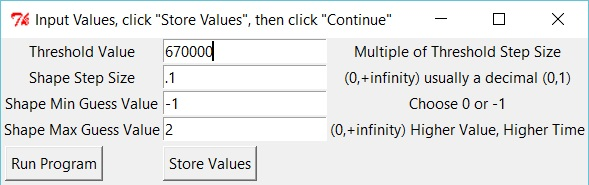 Input Values, click "Store Values", then click "Continue"
Threshold Value 670000 Multiple of Threshold Step Size
Shape Step Size .1 (0,+infinity) usually a decimal (0,1)
Shape Min Guess Value -1 Choose 0 or -1
Shape Max Guess Value 2 (0,+infinity) Higher Value, Higher Time
Run Program Store Values